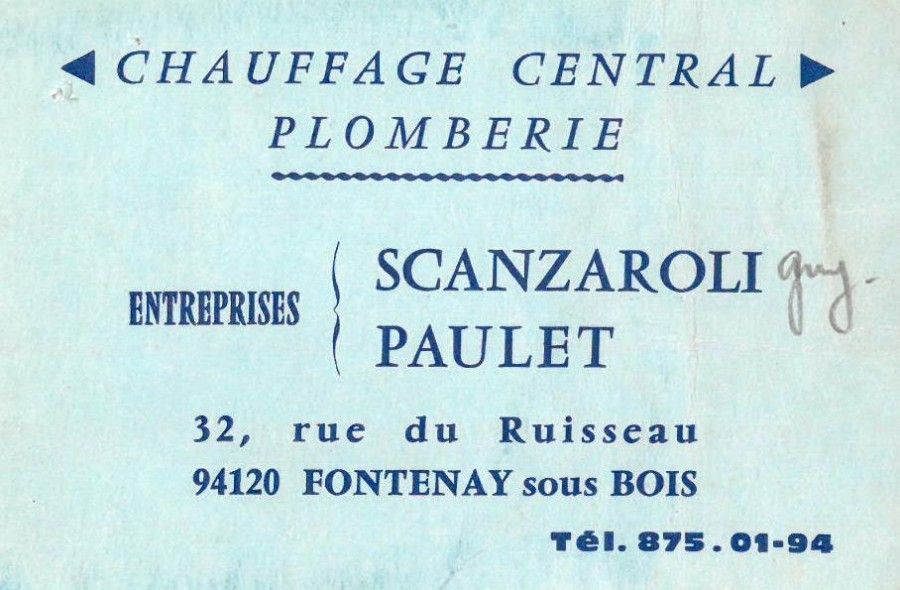 CHAUFFAGE CENTRAL
PLOMBERIE
ENTREPRISES
SCANZAROLI guy.
PAULET
32, rue du Ruisseau
94120 FONTENAY sous BOIS
Tél. 875.01-94